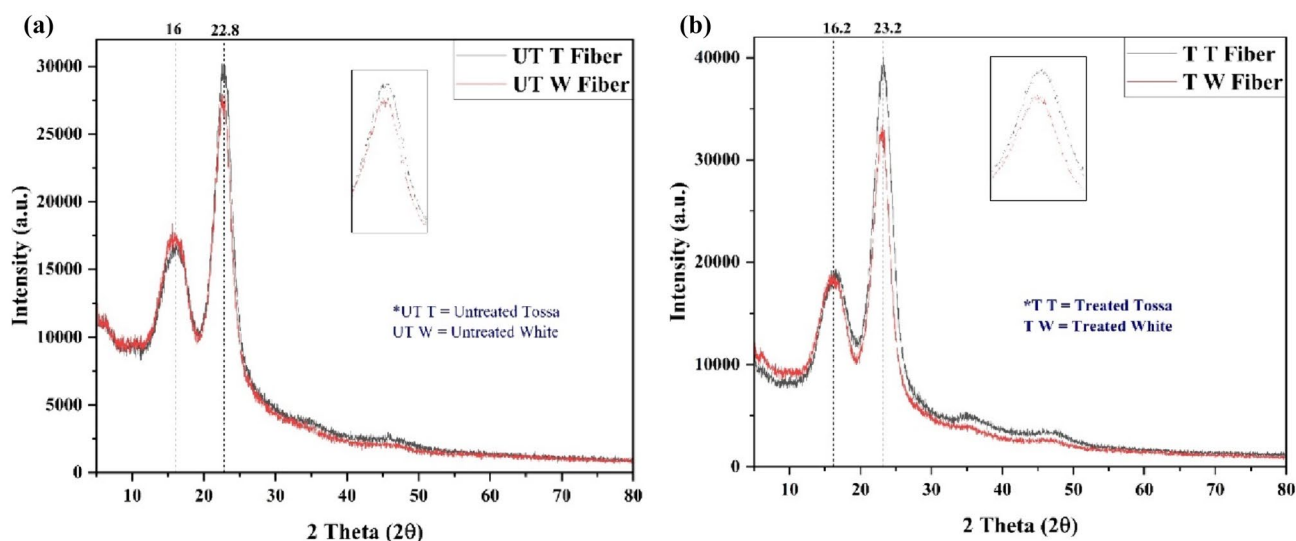 (a)
16
22.8
UT T Fiber
UT W Fiber
30000
25000
20000
15000
10000
5000
0
Intensity (a.u.)
*UT T = Untreated Tossa
UT W = Untreated White
10
20
30
40
50
60
70
80
2 Theta (2θ)
(b)
16.2
23.2
T T Fiber
T W Fiber
40000
30000
20000
10000
0
Intensity (a.u.)
*T T = Treated Tossa
T W = Treated White
10
20
30
40
50
60
70
80
2 Theta (2θ)